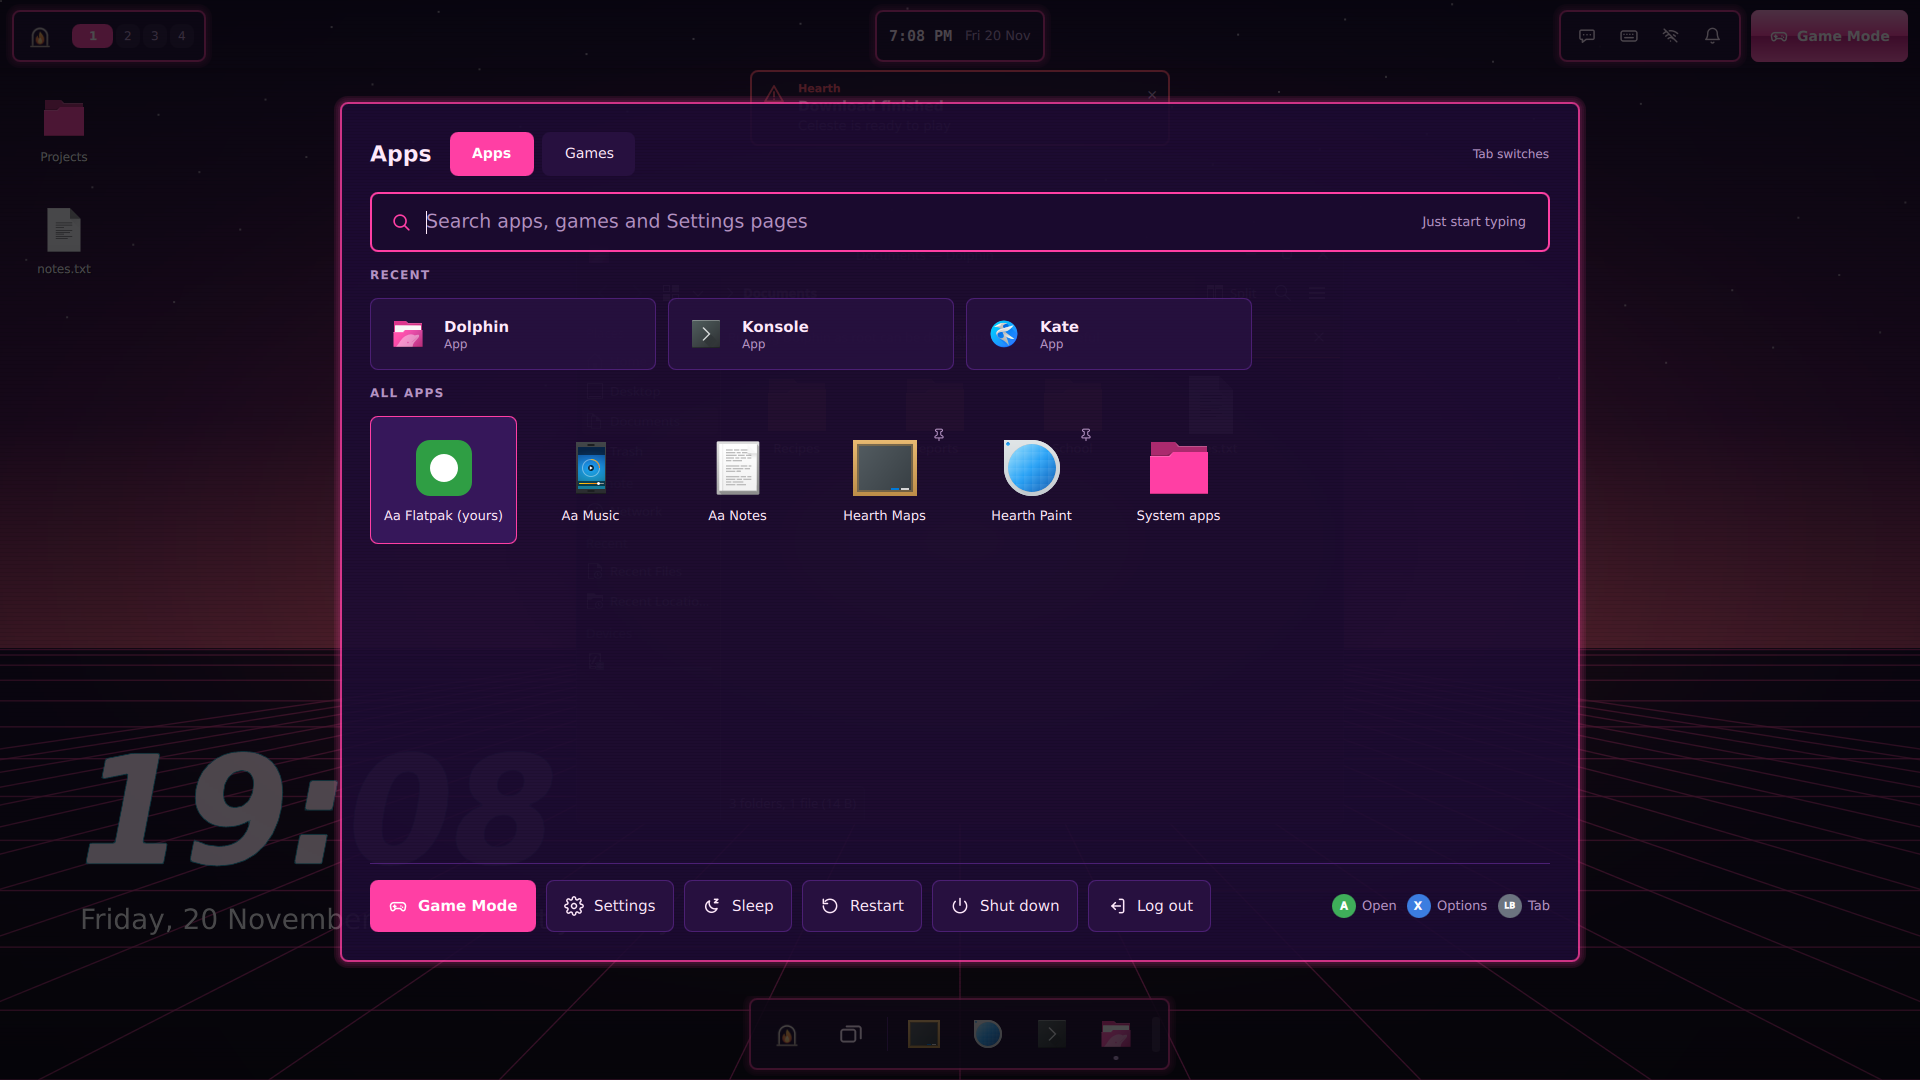 1 2 3 4
7:08 PM Fri 20 Nov
Game Mode
Hearth
Download finished
Projects
notes.txt
Apps Apps Games Tab switches
Search apps, games and Settings pages Just start typing
RECENT
Dolphin
App
Konsole
App
Kate
App
ALL APPS
Aa Flatpak (yours)
Aa Music
Aa Notes
Hearth Maps
Hearth Paint
System apps
19:08
Friday, 20 November
Game Mode Settings Sleep Restart Shut down Log out A Open X Options LB Tab